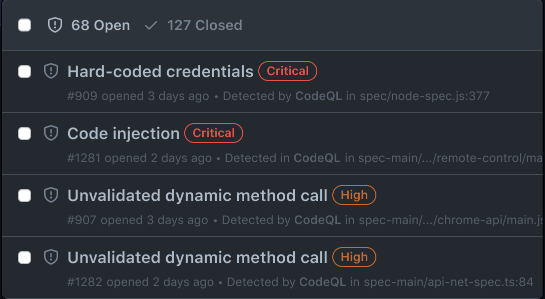 68 Open 127 Closed
Hard-coded credentials Critical
#909 opened 3 days ago • Detected by CodeQL in spec/node-spec.js:377
Code injection Critical
#1281 opened 2 days ago • Detected in CodeQL in spec-main/.../remote-control/ma
Unvalidated dynamic method call High
#907 opened 3 days ago • Detected by CodeQL in spec-main/.../chrome-api/main.js
Unvalidated dynamic method call High
#1282 opened 2 days ago • Detected by CodeQL in spec-main/api-net-spec.ts:84